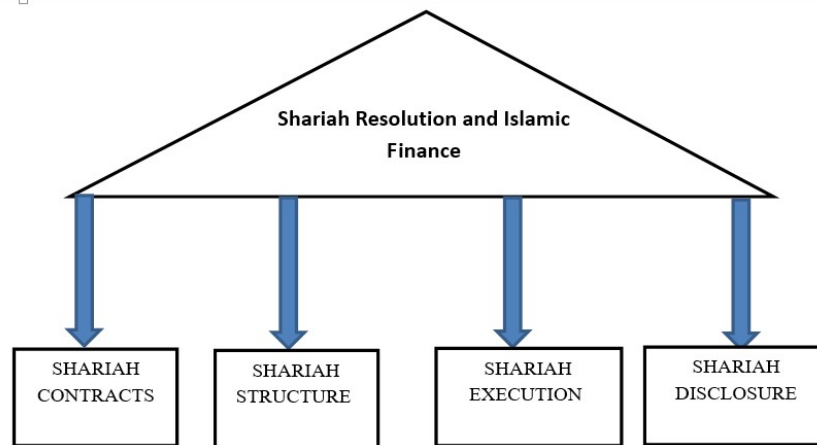 Shariah Resolution and Islamic
Finance
SHARIAH
CONTRACTS
SHARIAH
STRUCTURE
SHARIAH
EXECUTION
SHARIAH
DISCLOSURE